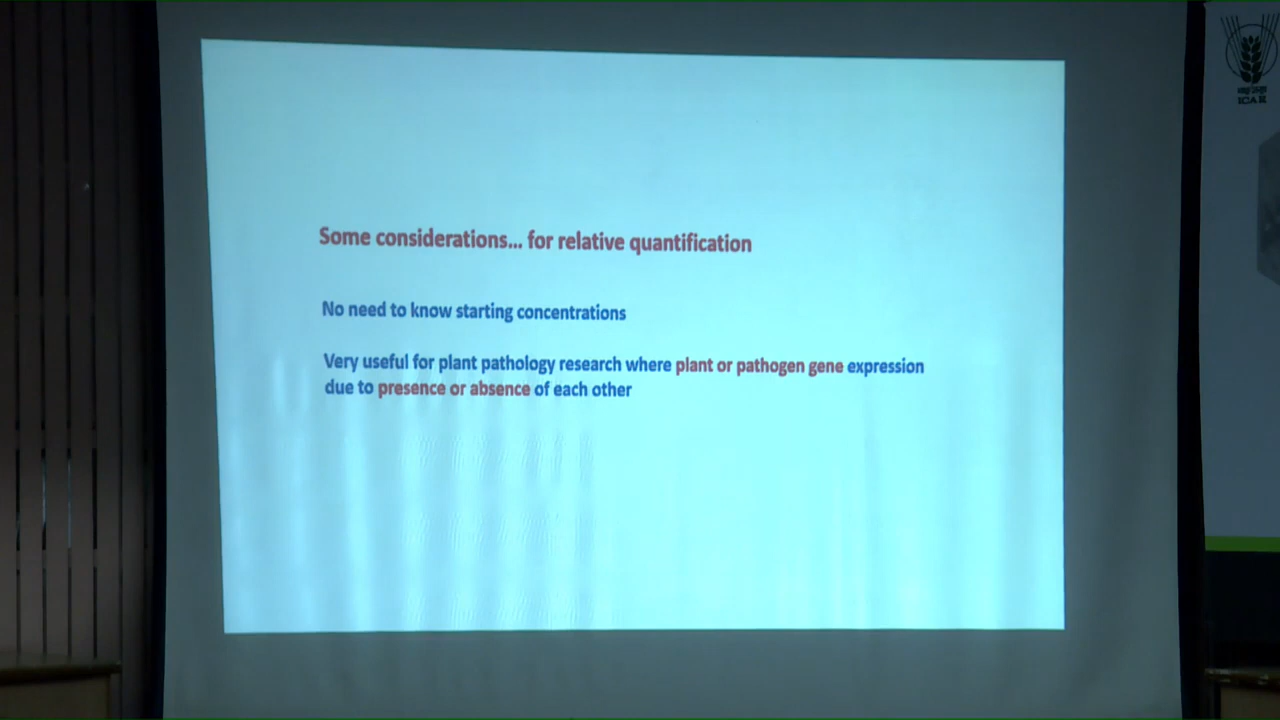 Some considerations... for relative quantification
No need to know starting concentrations
Very useful for plant pathology research where plant or pathogen gene expression
due to presence or absence of each other
ICAR